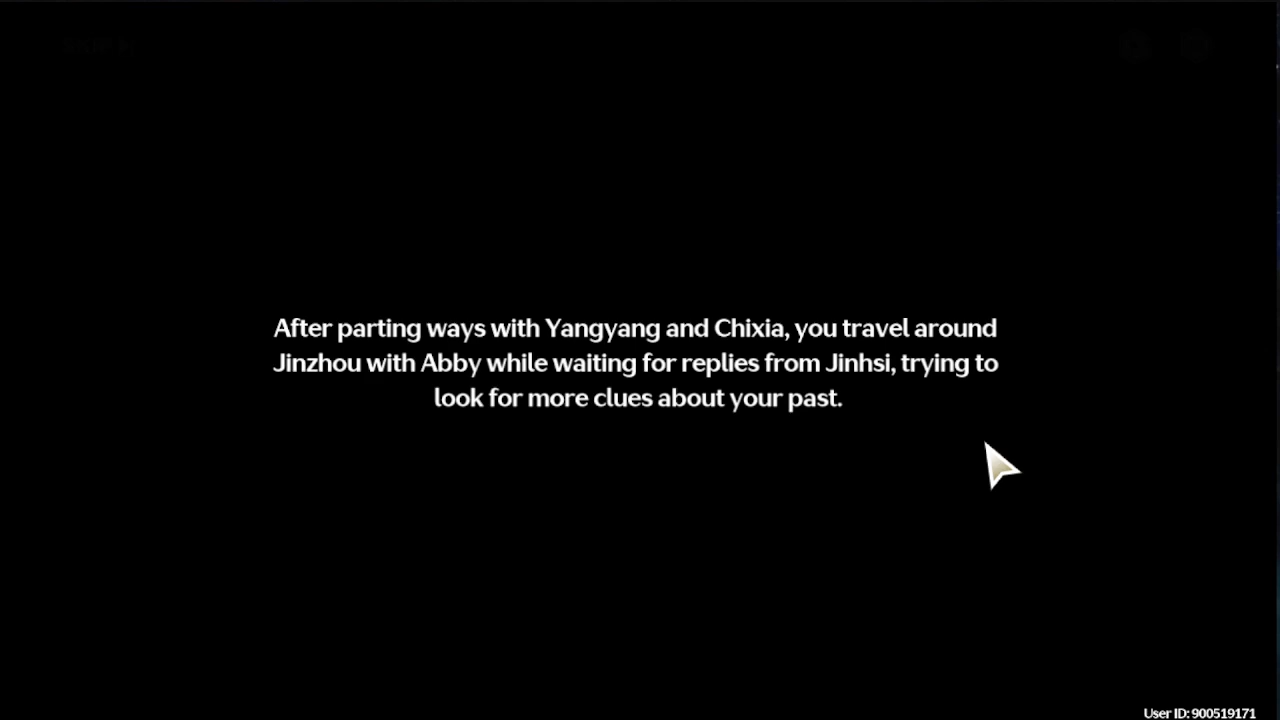 After parting ways with Yangyang and Chixia, you travel around
Jinzhou with Abby while waiting for replies from Jinhsi, trying to
look for more clues about your past.
User ID: 900519171